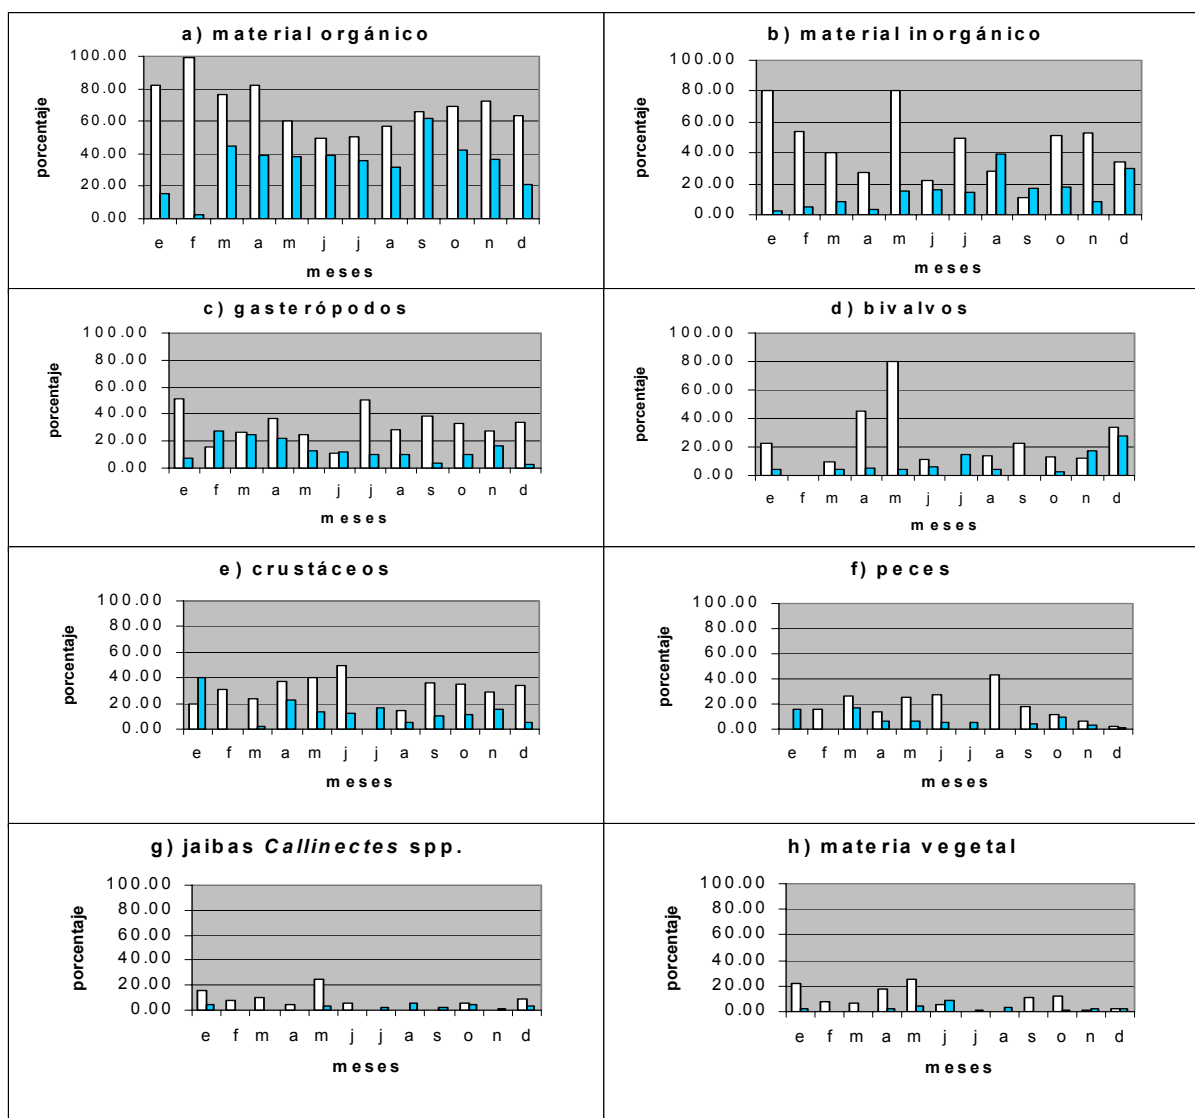 a) material orgánico
100.00
80.00
60.00
40.00
20.00
0.00
porcentaje
e f m a m j j a s o n d
meses
b) material inorgánico
100.00
80.00
60.00
40.00
20.00
0.00
porcentaje
e f m a m j j a s o n d
meses
c) gasterópodos
100.00
80.00
60.00
40.00
20.00
0.00
porcentaje
e f m a m j j a s o n d
meses
d) bivalvos
100.00
80.00
60.00
40.00
20.00
0.00
porcentaje
e f m a m j j a s o n d
meses
e) crustáceos
100.00
80.00
60.00
40.00
20.00
0.00
porcentaje
e f m a m j j a s o n d
meses
f) peces
100.00
80.00
60.00
40.00
20.00
0.00
porcentaje
e f m a m j j a s o n d
meses
g) jaibas Callinectes spp.
100.00
80.00
60.00
40.00
20.00
0.00
porcentaje
e f m a m j j a s o n d
meses
h) materia vegetal
100.00
80.00
60.00
40.00
20.00
0.00
porcentaje
e f m a m j j a s o n d
meses